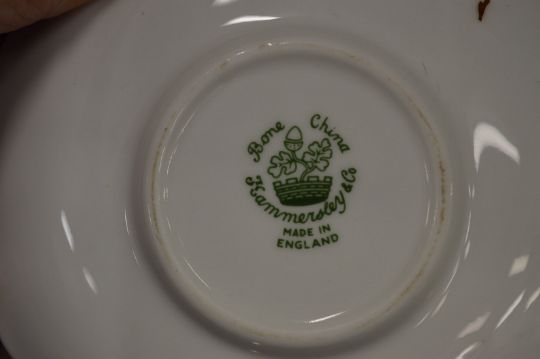 Bone China
Hammersley & Co
MADE IN
ENGLAND